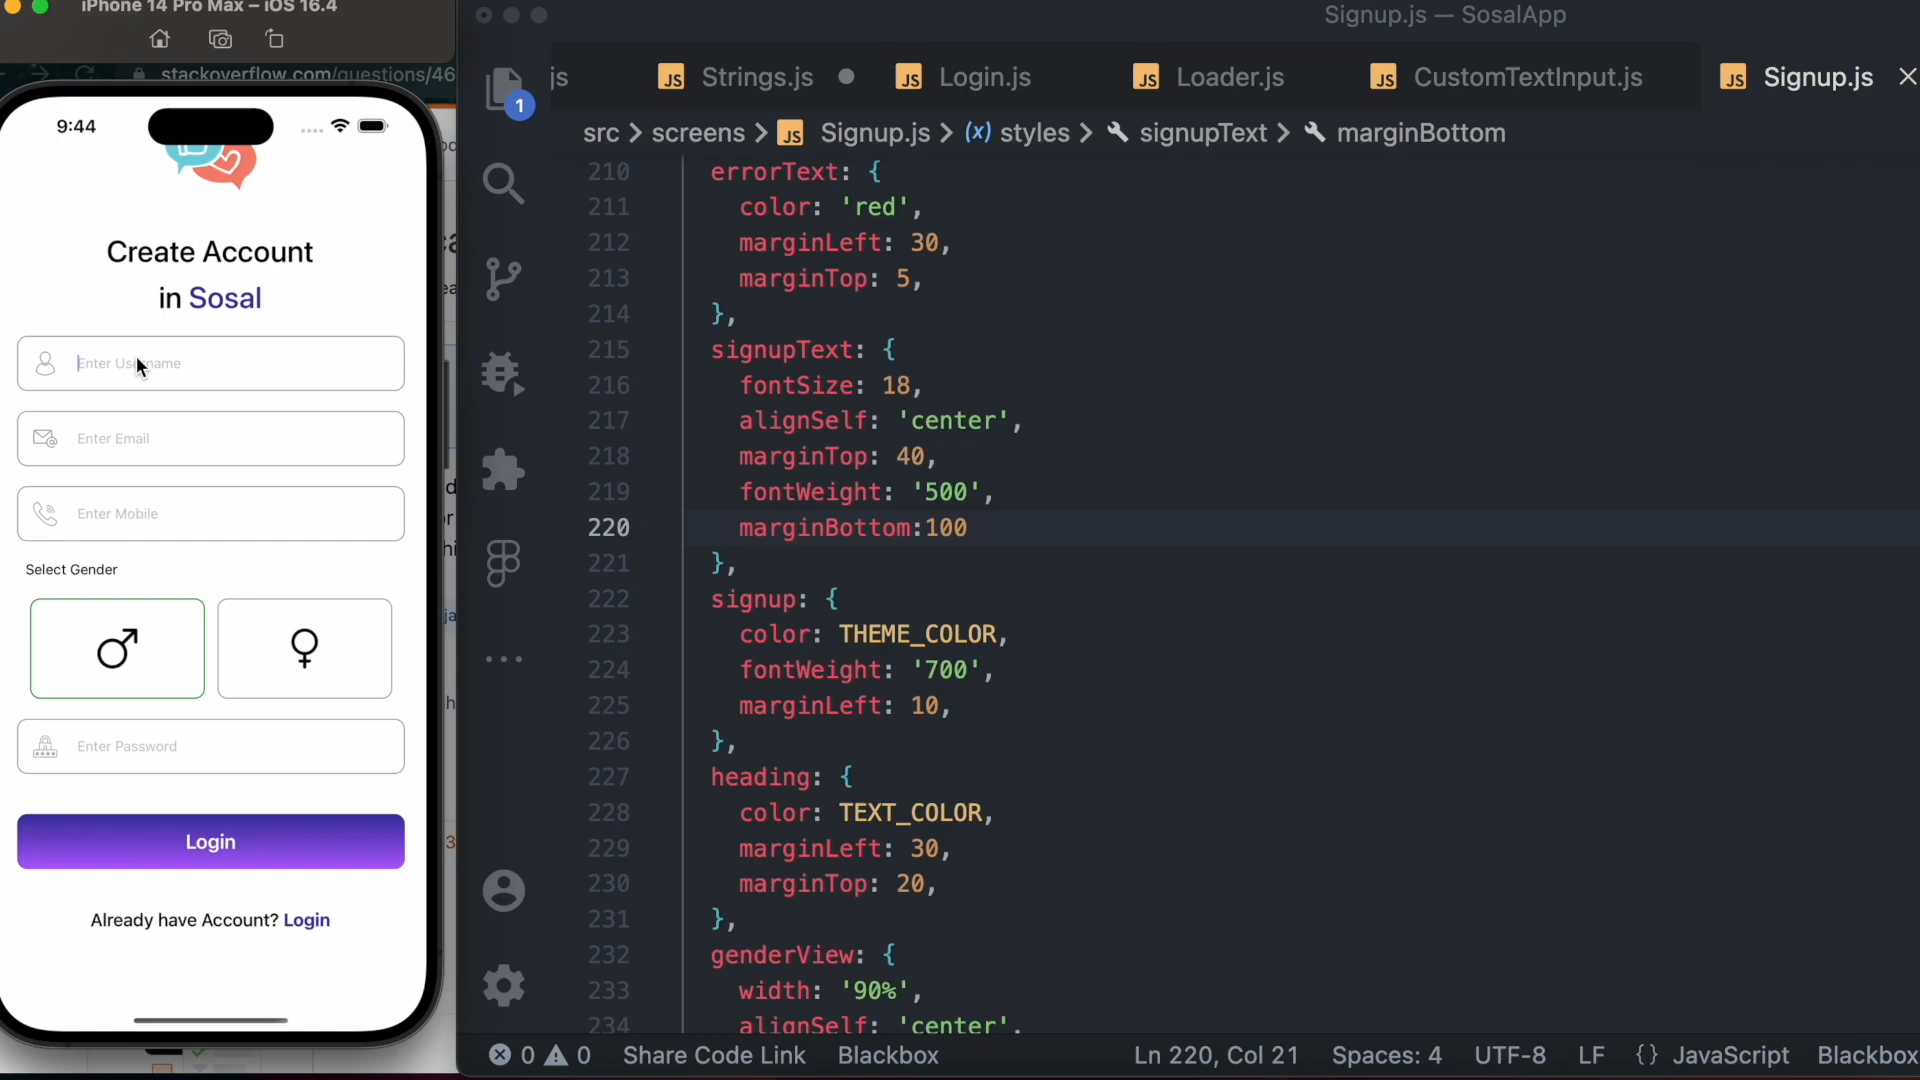 iPhone 14 Pro Max – iOS 16.4
stackoverflow.com/questions/46
9:44
Create Account
in Sosal
Enter Username
Enter Email
Enter Mobile
Select Gender
Enter Password
Login
Already have Account? Login
Signup.js — SosalApp
js
Strings.js
Login.js
Loader.js
CustomTextInput.js
Signup.js
1
src > screens > JS Signup.js > (x) styles > signupText > marginBottom
210 errorText: {
211 color: 'red',
212 marginLeft: 30,
213 marginTop: 5,
214 },
215 signupText: {
216 fontSize: 18,
217 alignSelf: 'center',
218 marginTop: 40,
219 fontWeight: '500',
220 marginBottom:100
221 },
222 signup: {
223 color: THEME_COLOR,
224 fontWeight: '700',
225 marginLeft: 10,
226 },
227 heading: {
228 color: TEXT_COLOR,
229 marginLeft: 30,
230 marginTop: 20,
231 },
232 genderView: {
233 width: '90%',
234 alignSelf: 'center',
0 0 Share Code Link Blackbox Ln 220, Col 21 Spaces: 4 UTF-8 LF {} JavaScript Blackbox